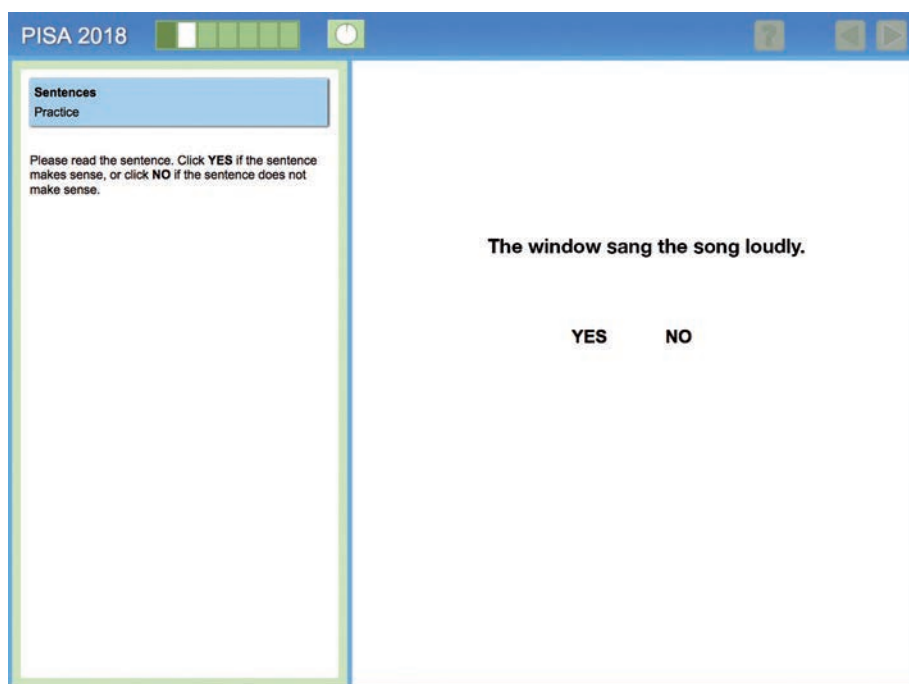 PISA 2018
?
Sentences
Practice
Please read the sentence. Click YES if the sentence
makes sense, or click NO if the sentence does not
make sense.
The window sang the song loudly.
YES NO